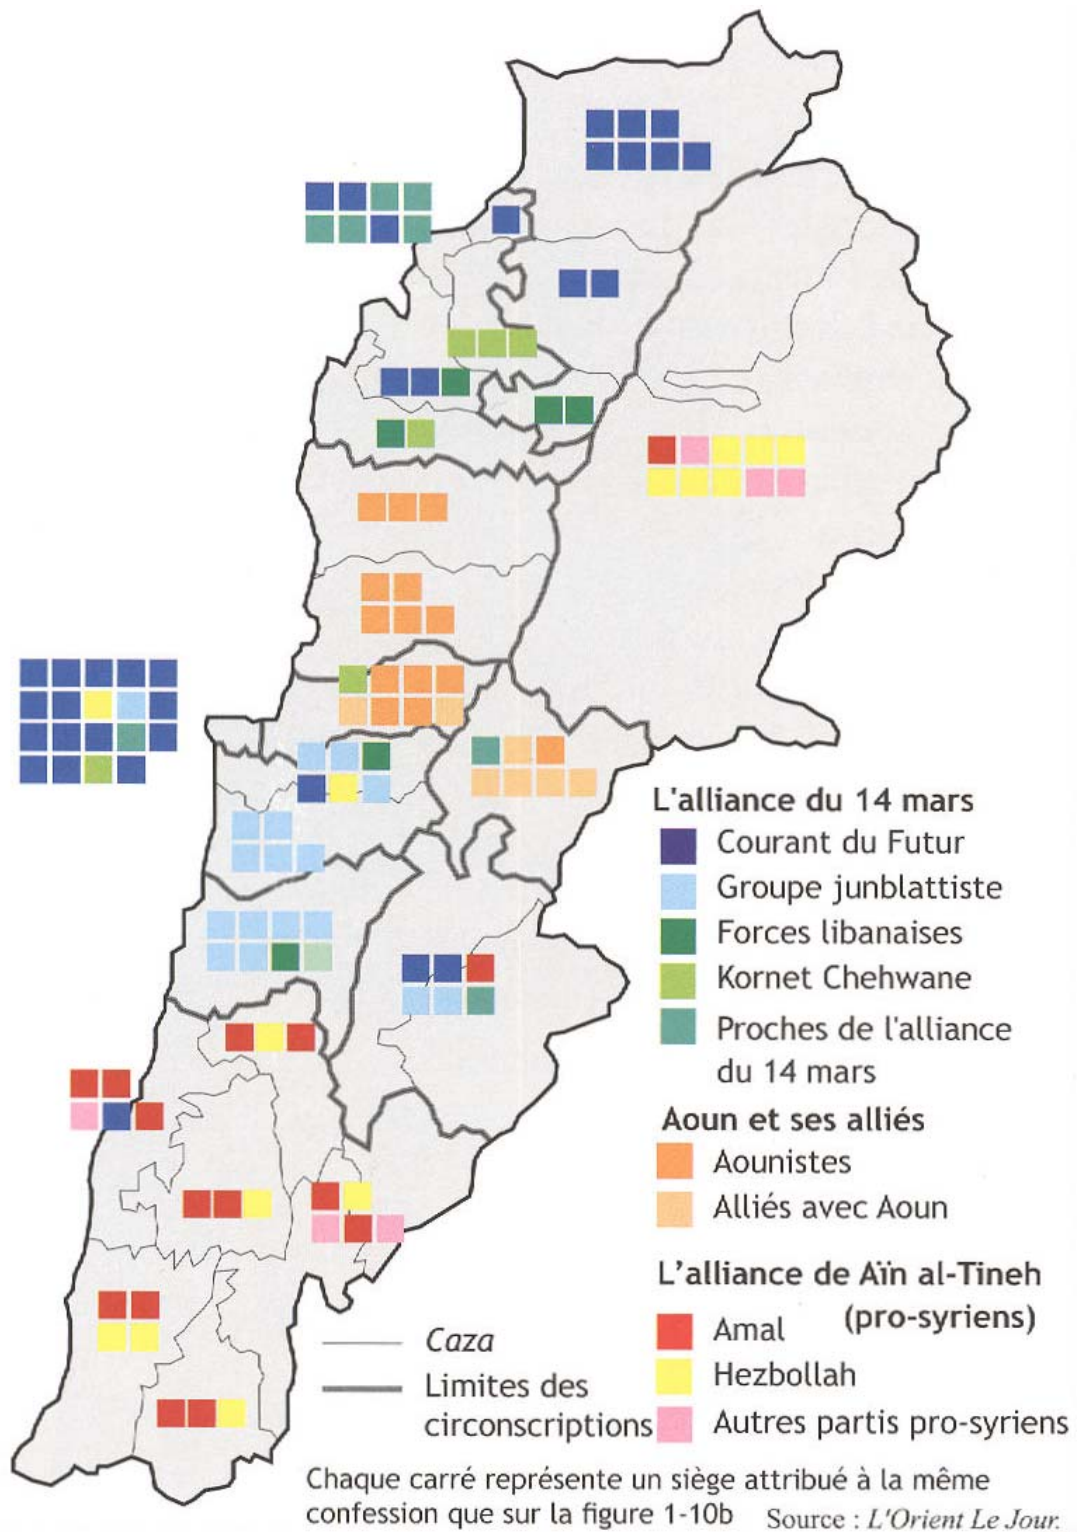 L'alliance du 14 mars
Courant du Futur
Groupe junblattiste
Forces libanaises
Kornet Chehwane
Proches de l'alliance
du 14 mars
Aoun et ses alliés
Aounistes
Alliés avec Aoun
L'alliance de Aïn al-Tineh
(pro-syriens)
Amal
Hezbollah
Autres partis pro-syriens
Caza
Limites des
circonscriptions
Chaque carré représente un siège attribué à la même
confession que sur la figure 1-10b
Source : L'Orient Le Jour.